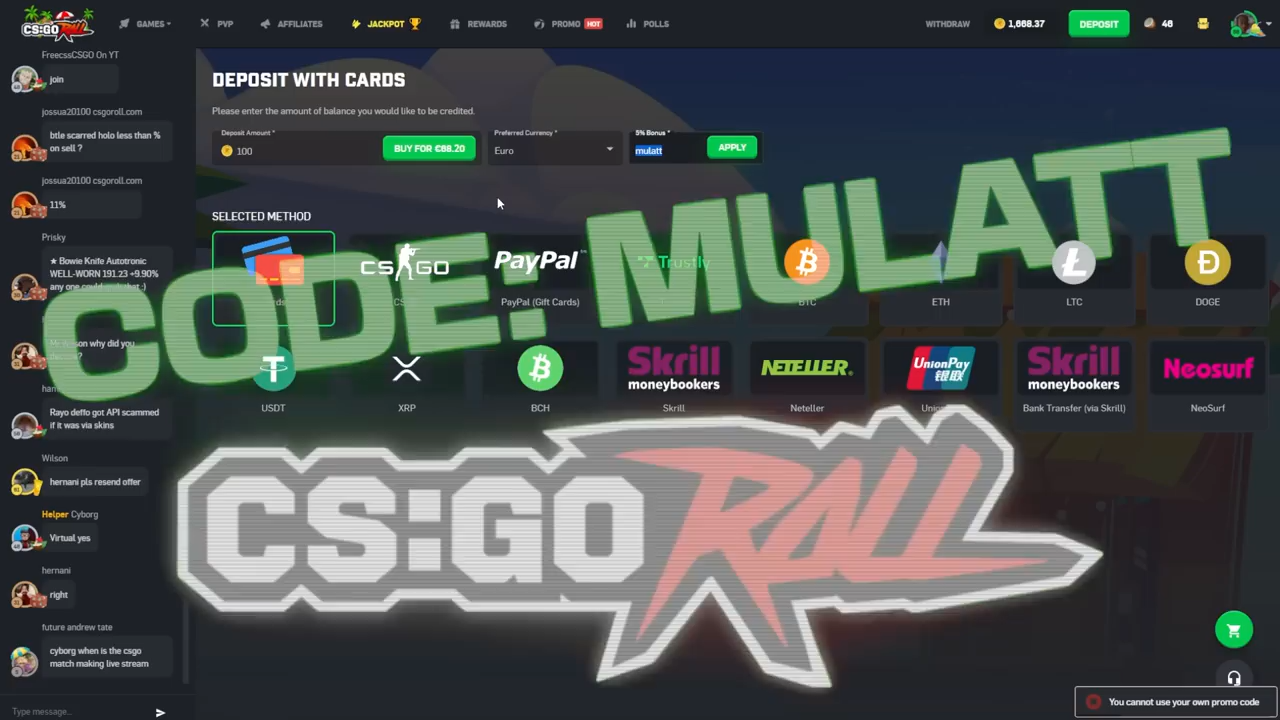 CS:GO ROLL
GAMES
PVP
AFFILIATES
JACKPOT
REWARDS
PROMO HOT
POLLS
WITHDRAW
1,668.37
DEPOSIT
46
FreecssCSGO On YT
join
jossua20100 csgoroll.com
btle scarred holo less than %
on sell ?
jossua20100 csgoroll.com
11%
Prisky
★ Bowie Knife Autotronic
WELL-WORN 191.23 +9.90%
why did you
Rayo deffo got API scammed
if it was via skins
Wilson
hernani pls resend offer
Helper Cyborg
Virtual yes
hernani
right
future andrew tate
cyborg when is the csgo
match making live stream
Type message...
DEPOSIT WITH CARDS
Please enter the amount of balance you would like to be credited.
Deposit Amount *
100
BUY FOR €68.20
Preferred Currency *
Euro
5% Bonus *
mulatt
APPLY
SELECTED METHOD
CS:GO
PayPal
PayPal (Gift Cards)
Trustly
BTC
ETH
LTC
DOGE
CODE: MULATT
USDT
XRP
BCH
Skrill
moneybookers
Skrill
NETELLER
Neteller
UnionPay
银联
Skrill
moneybookers
Bank Transfer (via Skrill)
Neosurf
NeoSurf
CS:GO ROLL
You cannot use your own promo code